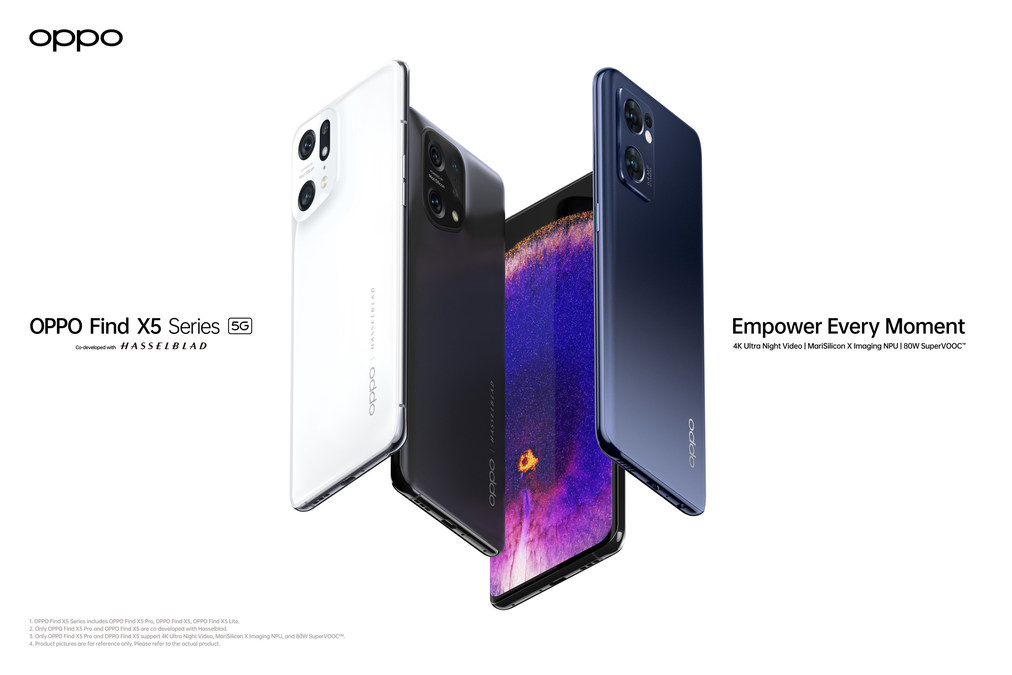 oppo
OPPO Find X5 Series 5G
Co-developed with HASSELBLAD
Empower Every Moment
4K Ultra Night Video | MariSilicon X Imaging NPU | 80W SuperVOOC™
oppo | HASSELBLAD
oppo | HASSELBLAD
oppo
1. OPPO Find X5 Series includes OPPO Find X5 Pro, OPPO Find X5, OPPO Find X5 Lite.
2. Only OPPO Find X5 Pro and OPPO Find X5 are co-developed with Hasselblad.
3. Only OPPO Find X5 Pro and OPPO Find X5 support 4K Ultra Night Video, MariSilicon X Imaging NPU, and 80W SuperVOOC™.
4. Product pictures are for reference only. Please refer to the actual product.